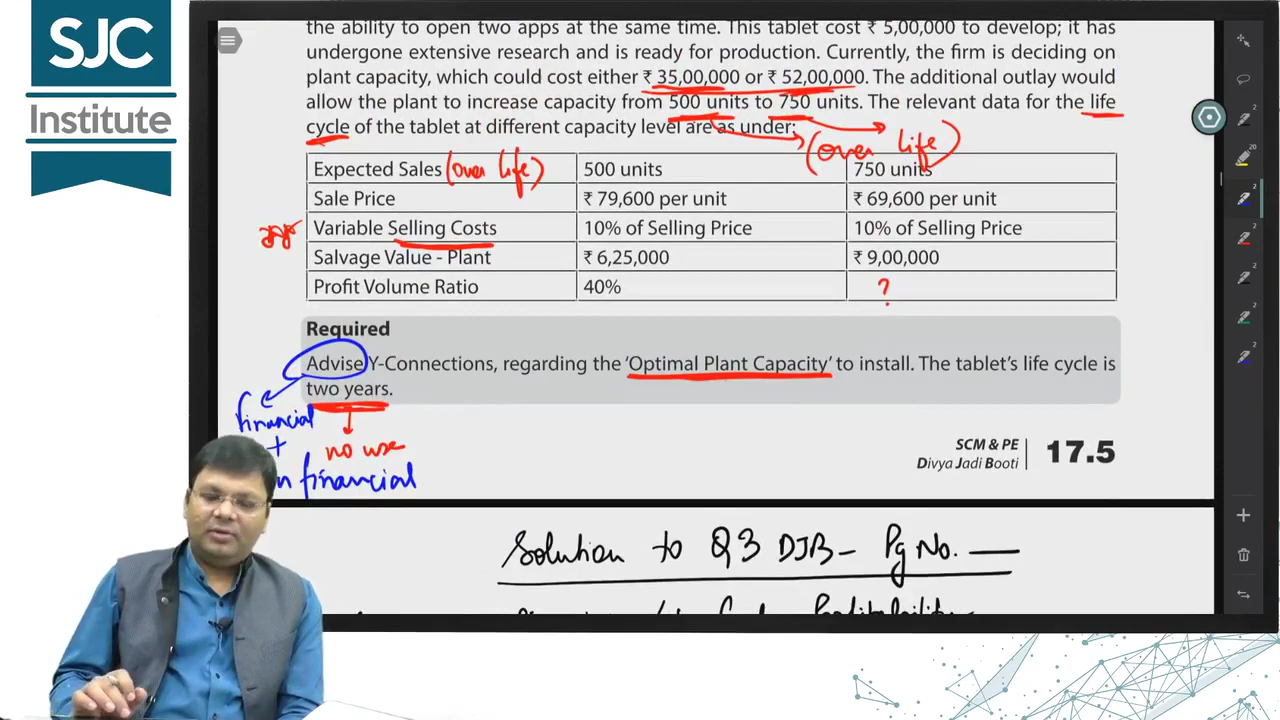 SJC
Institute
the ability to open two apps at the same time. This tablet cost ₹ 5,00,000 to develop; it has
undergone extensive research and is ready for production. Currently, the firm is deciding on
plant capacity, which could cost either ₹ 35,00,000 or ₹ 52,00,000. The additional outlay would
allow the plant to increase capacity from 500 units to 750 units. The relevant data for the life
cycle of the tablet at different capacity level are as under:
(over life)
Expected Sales (over life) 500 units 750 units
Sale Price ₹ 79,600 per unit ₹ 69,600 per unit
Variable Selling Costs 10% of Selling Price 10% of Selling Price
Salvage Value - Plant ₹ 6,25,000 ₹ 9,00,000
Profit Volume Ratio 40% ?
Required
Advise Y-Connections, regarding the 'Optimal Plant Capacity' to install. The tablet's life cycle is
two years.
financial
+
no use
financial
SCM & PE
Divya Jadi Booti
17.5
Solution to Q3 DJB- Pg No.